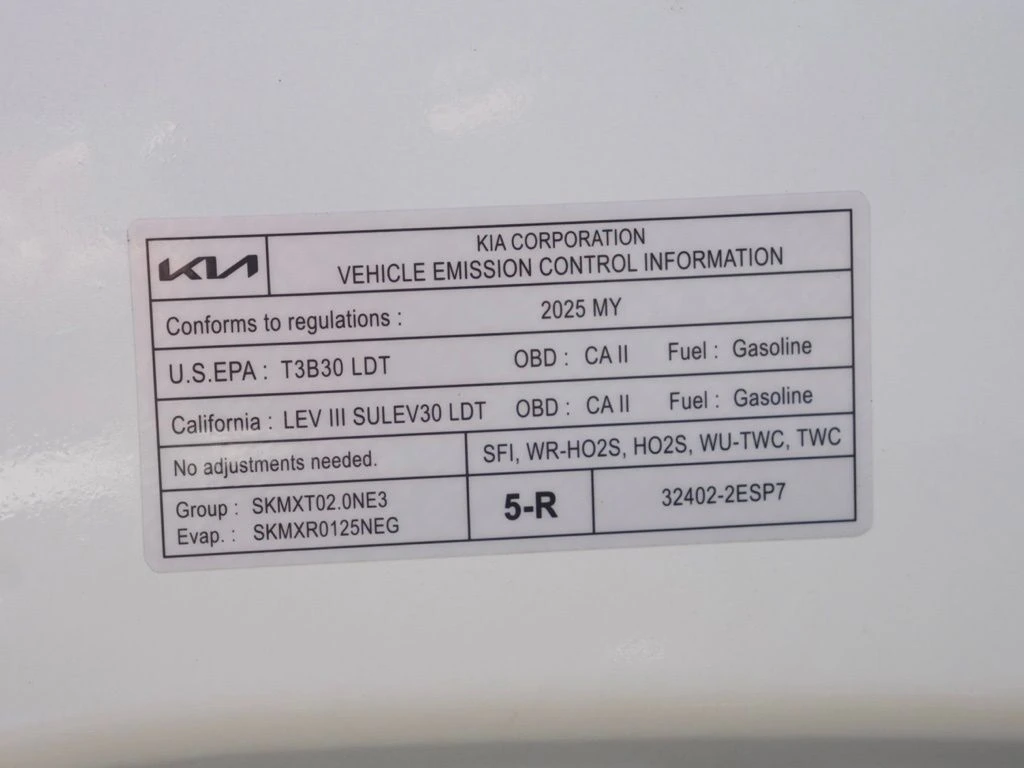 KIA
KIA CORPORATION
VEHICLE EMISSION CONTROL INFORMATION
Conforms to regulations : 2025 MY
U.S.EPA : T3B30 LDT OBD : CA II Fuel : Gasoline
California : LEV III SULEV30 LDT OBD : CA II Fuel : Gasoline
No adjustments needed. SFI, WR-HO2S, HO2S, WU-TWC, TWC
Group : SKMXT02.0NE3
Evap. : SKMXR0125NEG
5-R
32402-2ESP7